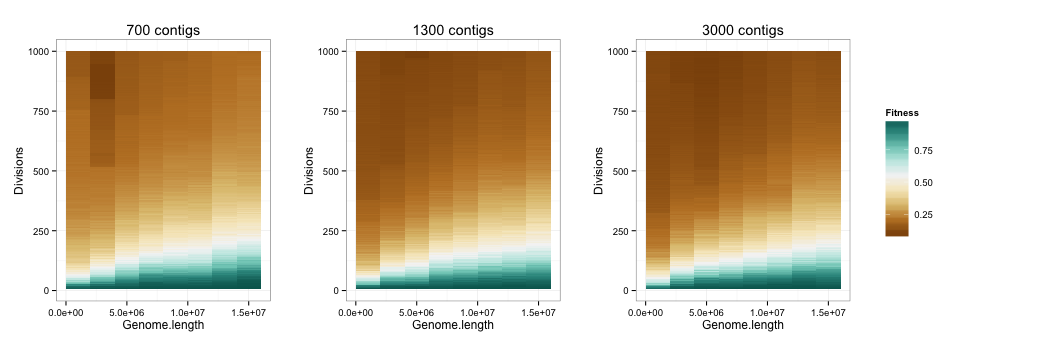 700 contigs 1300 contigs 3000 contigs
1000 1000 1000
Fitness
750 750 750
0.75
Divisions Divisions Divisions
500 500 500
0.50
0.25
250 250 250
0 0 0
0.0e+00 5.0e+06 1.0e+07 1.5e+07 0.0e+00 5.0e+06 1.0e+07 1.5e+07 0.0e+00 5.0e+06 1.0e+07 1.5e+07
Genome.length Genome.length Genome.length